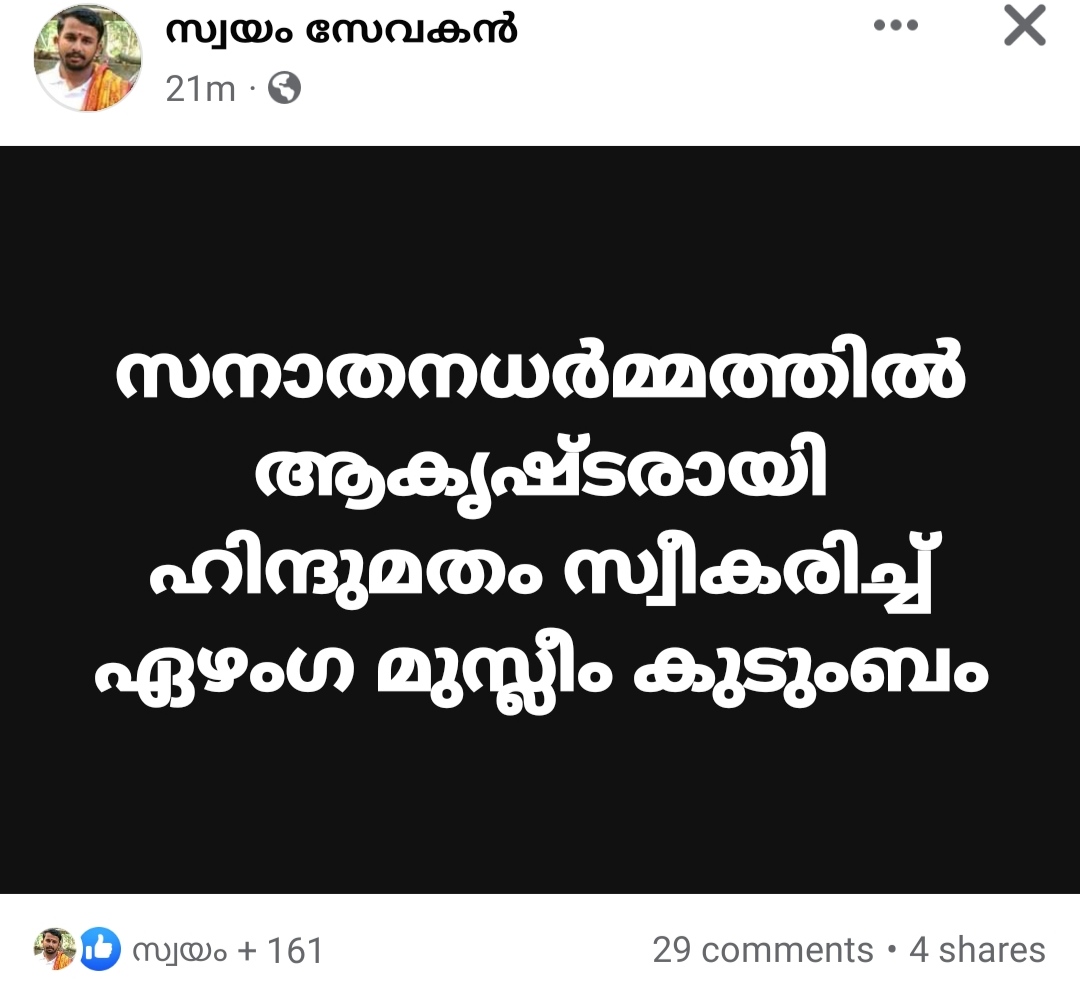 സ്വയം സേവകൻ
21m ·
സനാതനധർമ്മത്തിൽ
ആകൃഷ്ടരായി
ഹിന്ദുമതം സ്വീകരിച്ച്
ഏഴംഗ മുസ്ലീം കുടുംബം
സ്വയം + 161
29 comments • 4 shares